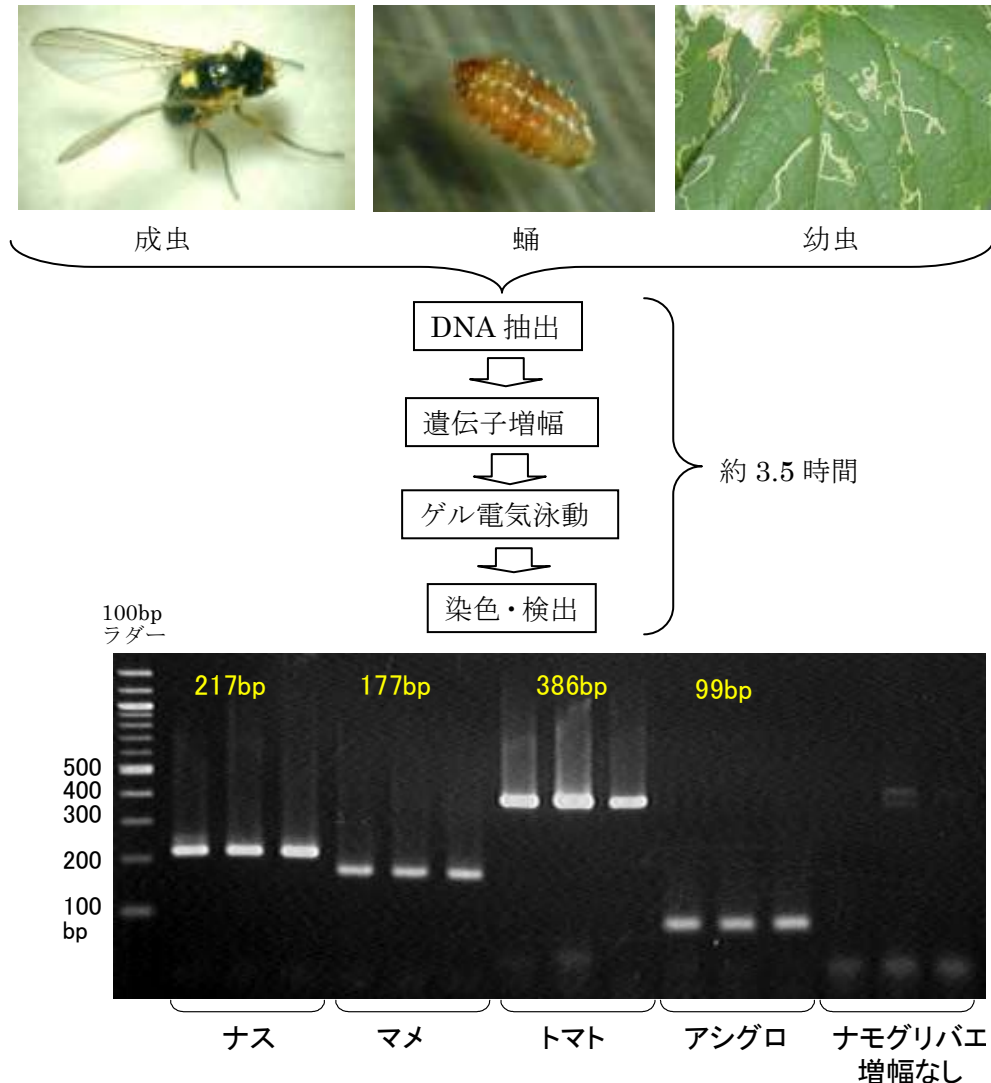 成虫
蛹
幼虫
DNA 抽出
遺伝子増幅
ゲル電気泳動
染色・検出
約 3.5 時間
100bp
ラダー
217bp
177bp
386bp
99bp
500
400
300
200
100
bp
ナス
マメ
トマト
アシグロ
ナモグリバエ
増幅なし